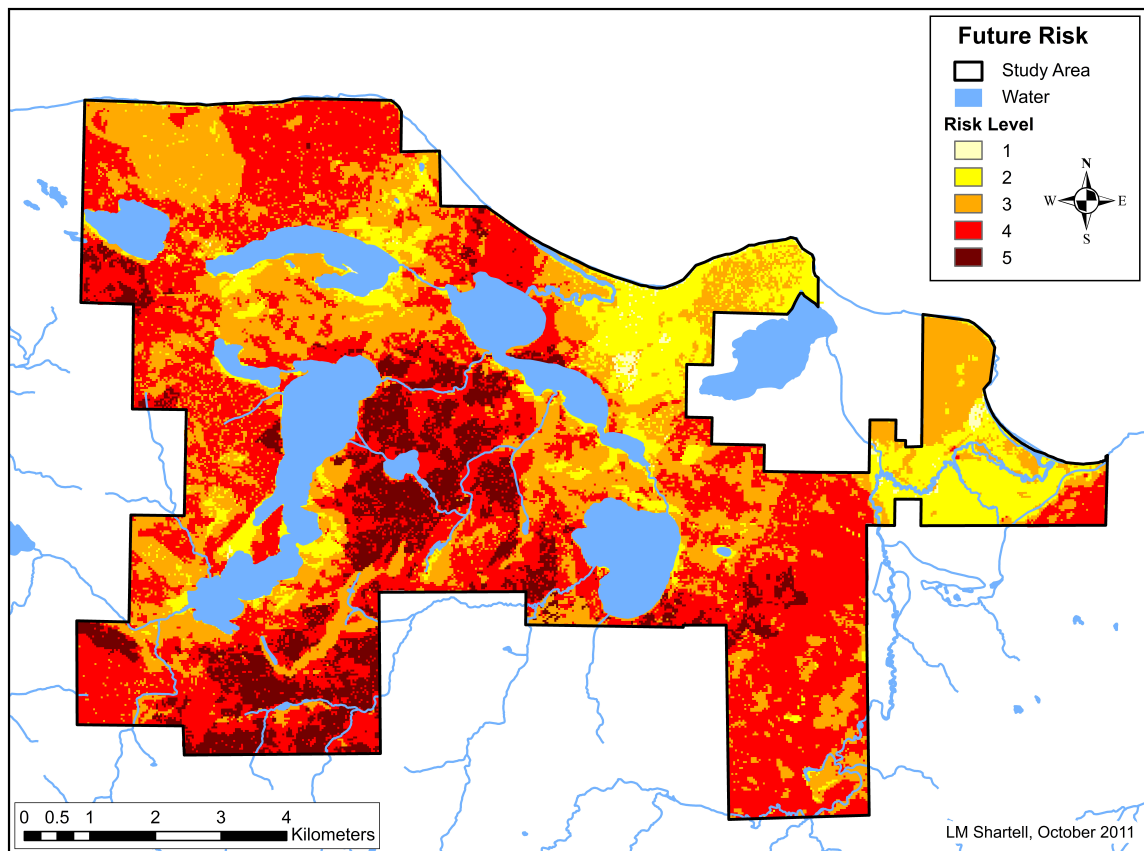 Future Risk
Study Area
Water
Risk Level
1
2
3
4
5
N
W E
S
0 0.5 1 2 3 4
Kilometers
LM Shartell, October 2011